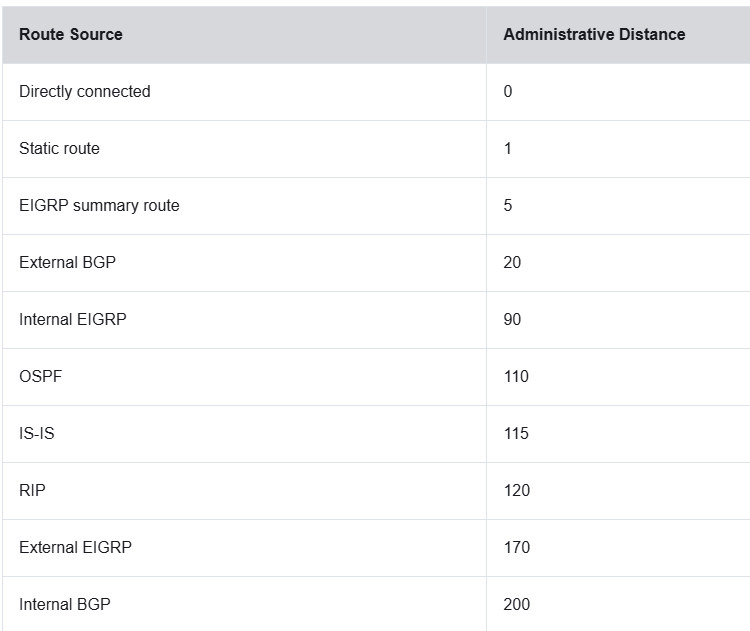 Route Source Administrative Distance
Directly connected 0
Static route 1
EIGRP summary route 5
External BGP 20
Internal EIGRP 90
OSPF 110
IS-IS 115
RIP 120
External EIGRP 170
Internal BGP 200